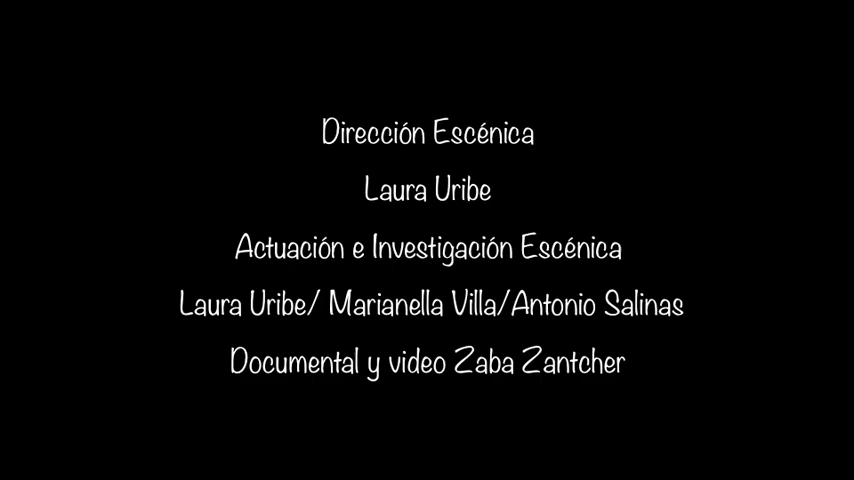 Dirección Escénica
Laura Uribe
Actuación e Investigación Escénica
Laura Uribe/ Marianella Villa/Antonio Salinas
Documental y video Zaba Zantcher